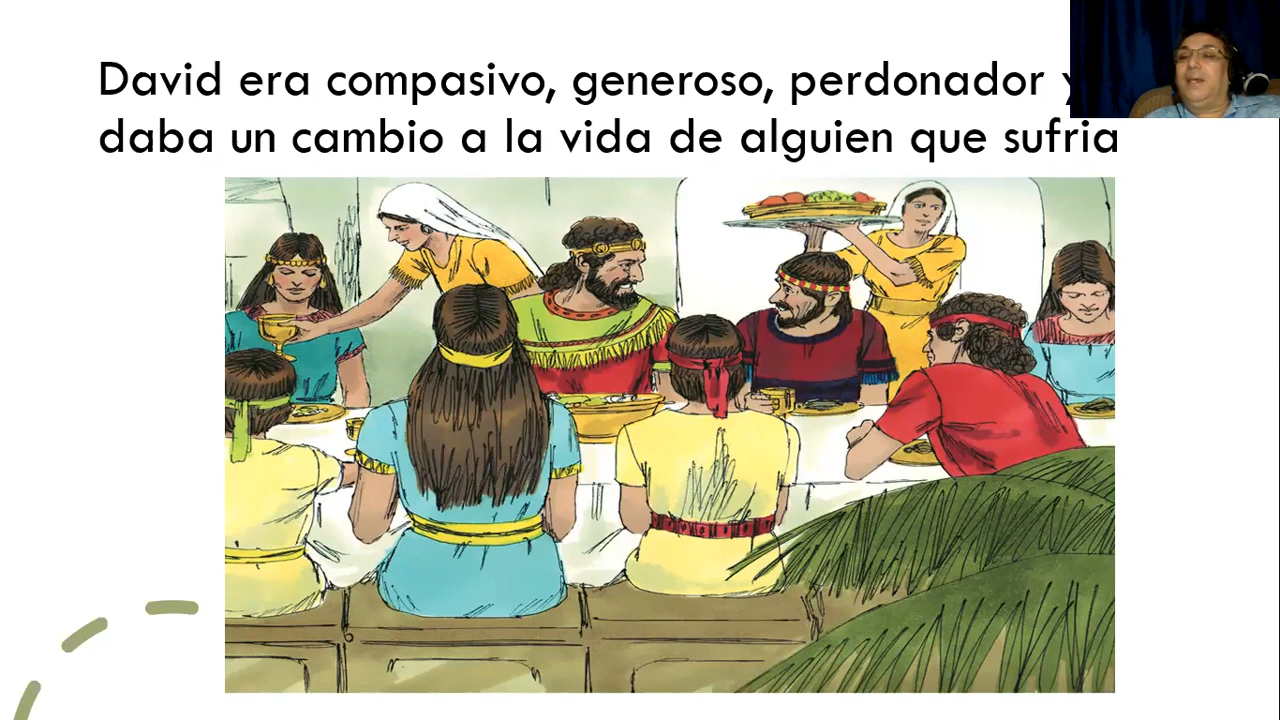 David era compasivo, generoso, perdonador y
daba un cambio a la vida de alguien que sufria